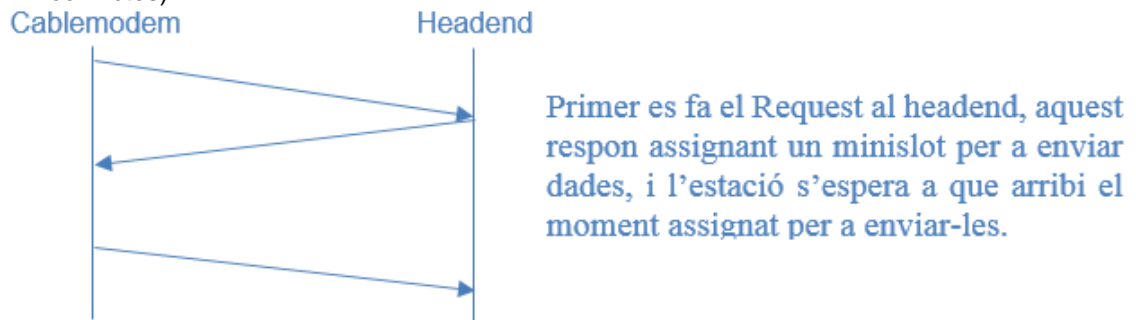 Cablemodem Headend
Primer es fa el Request al headend, aquest
respon assignant un minislot per a enviar
dades, i l’estació s’espera a que arribi el
moment assignat per a enviar-les.